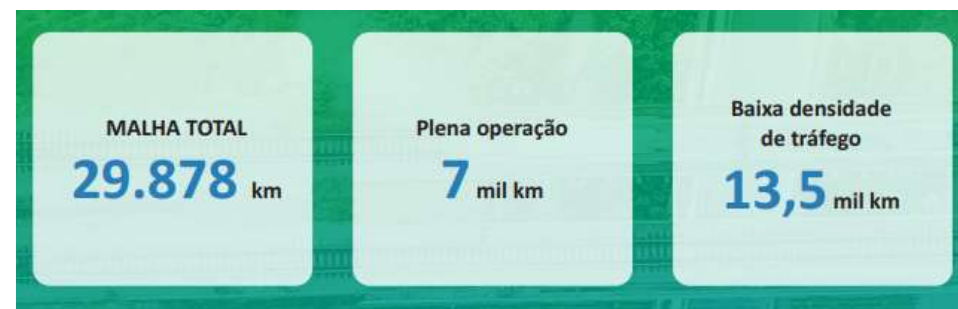 MALHA TOTAL
29.878 km
Plena operação
7 mil km
Baixa densidade
de tráfego
13,5 mil km